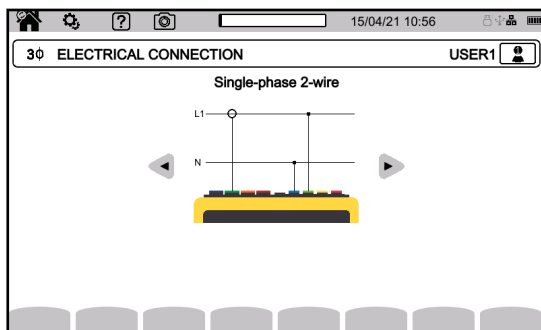 15/04/21 10:56
3ϕ ELECTRICAL CONNECTION USER1
Single-phase 2-wire
L1
N